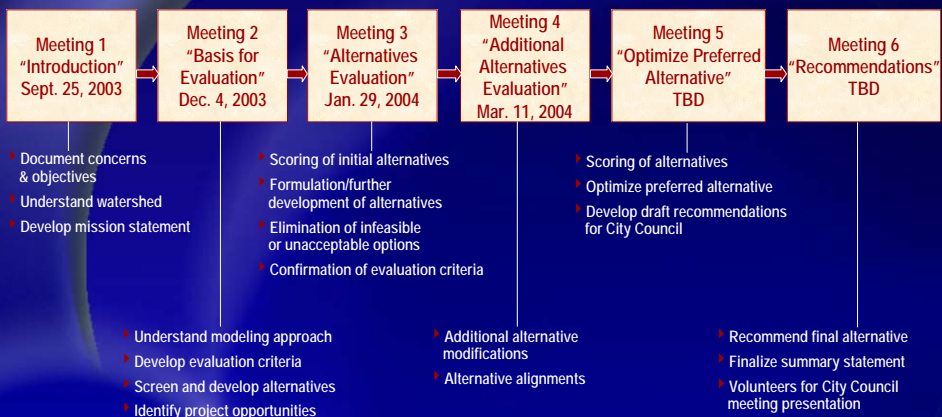 Meeting 1
“Introduction”
Sept. 25, 2003
Meeting 2
“Basis for
Evaluation”
Dec. 4, 2003
Meeting 3
“Alternatives
Evaluation”
Jan. 29, 2004
Meeting 4
“Additional
Alternatives
Evaluation”
Mar. 11, 2004
Meeting 5
“Optimize Preferred
Alternative”
TBD
Meeting 6
“Recommendations”
TBD
Document concerns
& objectives
Understand watershed
Develop mission statement
Scoring of initial alternatives
Formulation/further
development of alternatives
Elimination of infeasible
or unacceptable options
Confirmation of evaluation criteria
Scoring of alternatives
Optimize preferred alternative
Develop draft recommendations
for City Council
Understand modeling approach
Develop evaluation criteria
Screen and develop alternatives
Identify project opportunities
Additional alternative
modifications
Alternative alignments
Recommend final alternative
Finalize summary statement
Volunteers for City Council
meeting presentation